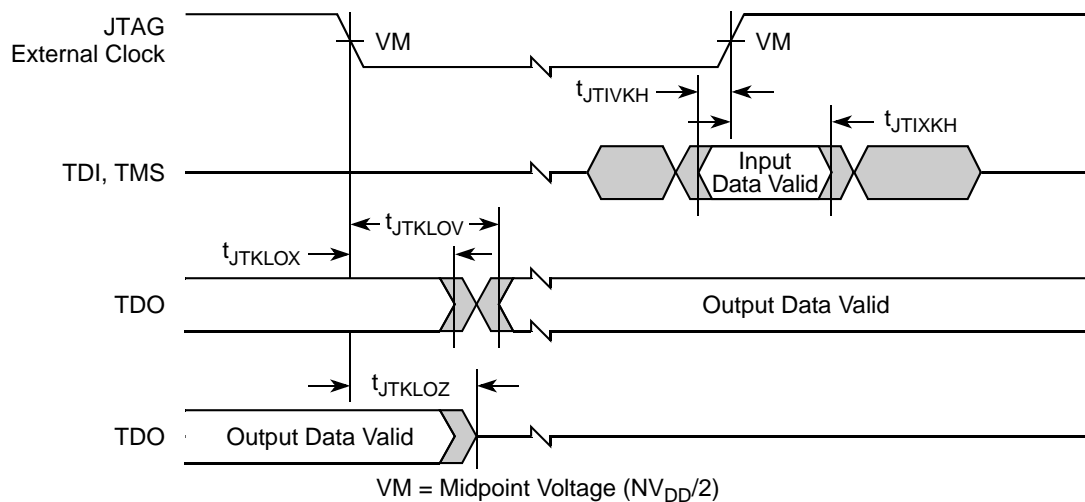 JTAG
External Clock
VM
VM
tJTIVKH
tJTIXKH
TDI, TMS
Input
Data Valid
tJTKLOV
tJTKLOX
TDO
Output Data Valid
tJTKLOZ
TDO
Output Data Valid
VM = Midpoint Voltage (NVDD/2)